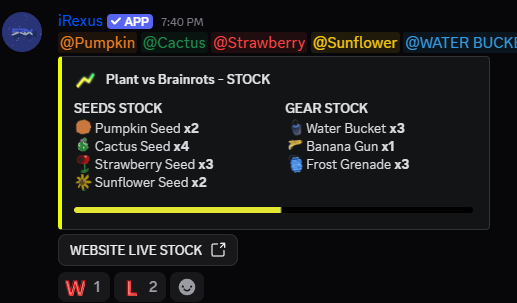 iRexus ✓ APP 7:40 PM
@Pumpkin @Cactus @Strawberry @Sunflower @WATER BUCKE
Plant vs Brainrots - STOCK
SEEDS STOCK
Pumpkin Seed x2
Cactus Seed x4
Strawberry Seed x3
Sunflower Seed x2
GEAR STOCK
Water Bucket x3
Banana Gun x1
Frost Grenade x3
WEBSITE LIVE STOCK
W 1 L 2